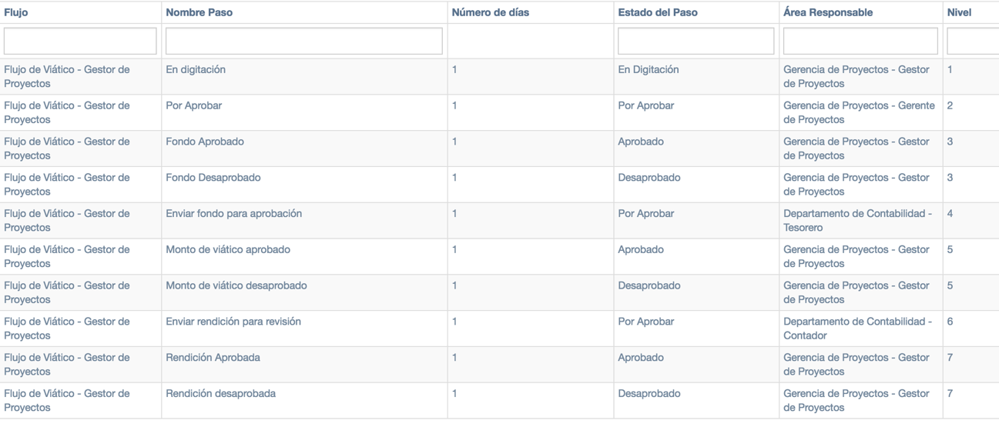 Flujo Nombre Paso Número de días Estado del Paso Área Responsable Nivel
Flujo de Viático - Gestor de En digitación 1 En Digitación Gerencia de Proyectos - Gestor 1
Proyectos de Proyectos
Flujo de Viático - Gestor de Por Aprobar 1 Por Aprobar Gerencia de Proyectos - Gerente 2
Proyectos de Proyectos
Flujo de Viático - Gestor de Fondo Aprobado 1 Aprobado Gerencia de Proyectos - Gestor 3
Proyectos de Proyectos
Flujo de Viático - Gestor de Fondo Desaprobado 1 Desaprobado Gerencia de Proyectos - Gestor 3
Proyectos de Proyectos
Flujo de Viático - Gestor de Enviar fondo para aprobación 1 Por Aprobar Departamento de Contabilidad - 4
Proyectos Tesorero
Flujo de Viático - Gestor de Monto de viático aprobado 1 Aprobado Gerencia de Proyectos - Gestor 5
Proyectos de Proyectos
Flujo de Viático - Gestor de Monto de viático desaprobado 1 Desaprobado Gerencia de Proyectos - Gestor 5
Proyectos de Proyectos
Flujo de Viático - Gestor de Enviar rendición para revisión 1 Por Aprobar Departamento de Contabilidad - 6
Proyectos Contador
Flujo de Viático - Gestor de Rendición Aprobada 1 Aprobado Gerencia de Proyectos - Gestor 7
Proyectos de Proyectos
Flujo de Viático - Gestor de Rendición desaprobada 1 Desaprobado Gerencia de Proyectos - Gestor 7
Proyectos de Proyectos